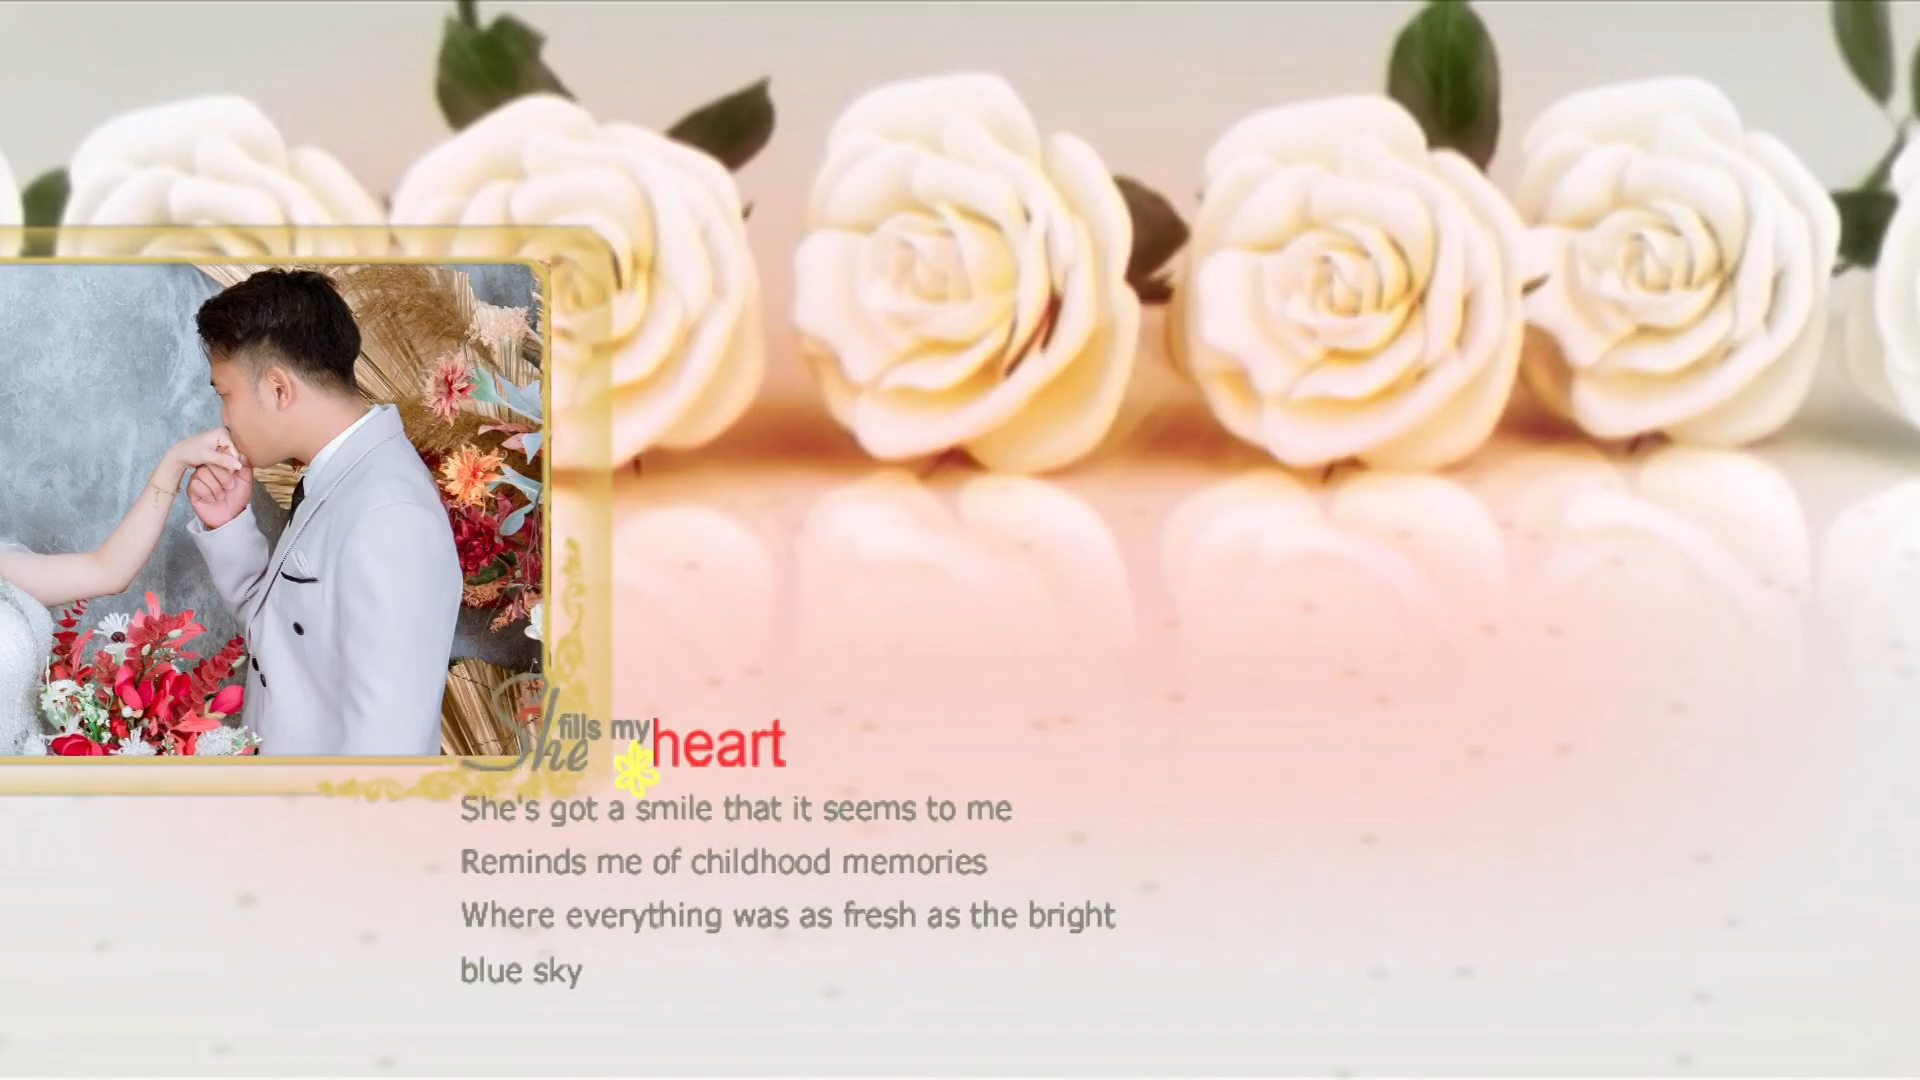 She fills my heart
She's got a smile that it seems to me
Reminds me of childhood memories
Where everything was as fresh as the bright
blue sky